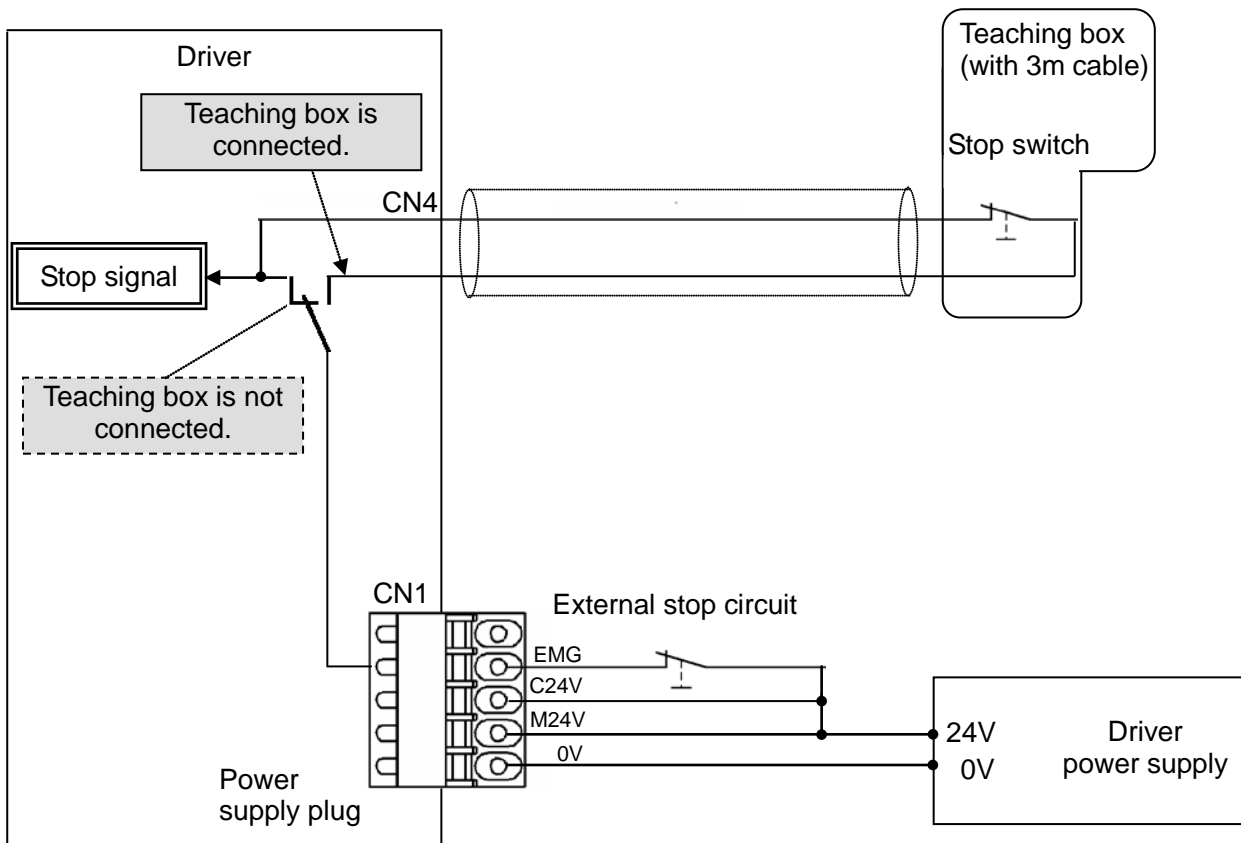 Driver
Teaching box
(with 3m cable)
Teaching box is
connected.
Stop switch
CN4
Stop signal
Teaching box is not
connected.
CN1
External stop circuit
EMG
C24V
M24V
0V
24V
0V
Driver
power supply
Power
supply plug